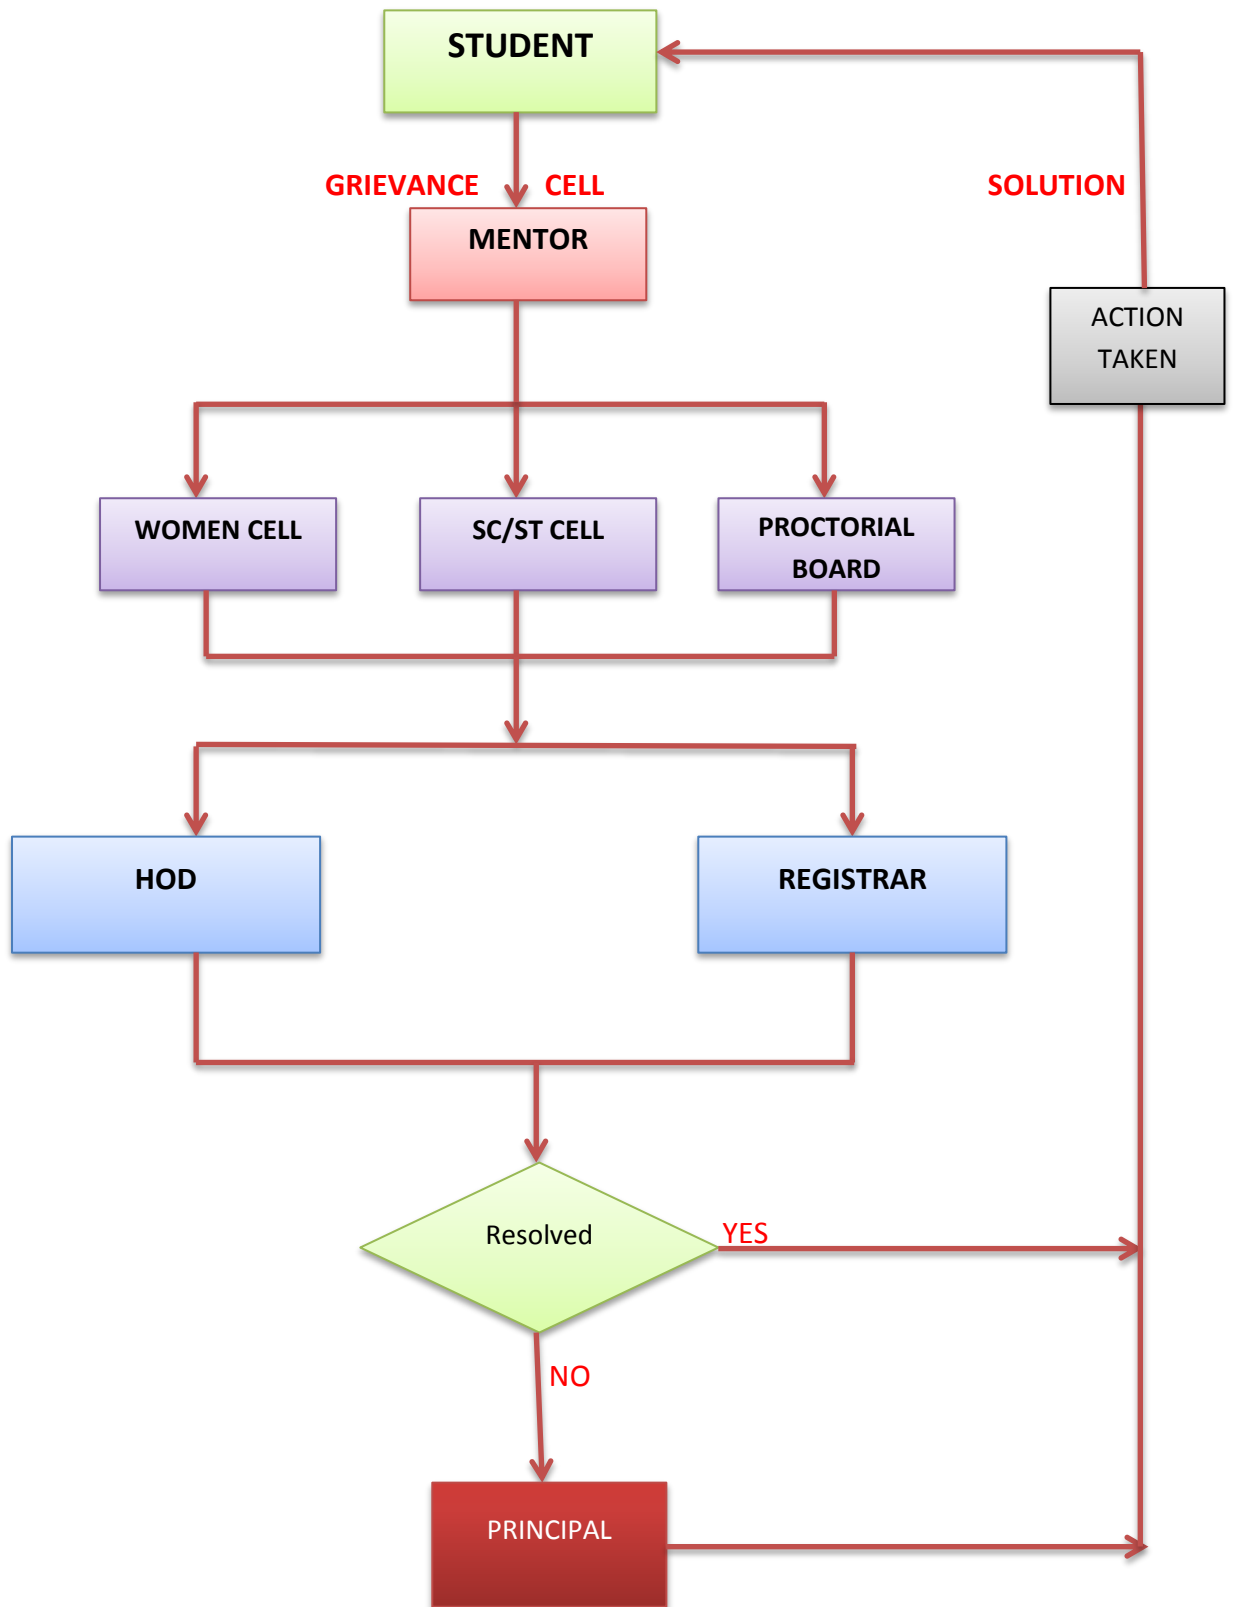 STUDENT
GRIEVANCE CELL
SOLUTION
MENTOR
ACTION
TAKEN
WOMEN CELL
SC/ST CELL
PROCTORIAL
BOARD
HOD
REGISTRAR
Resolved
YES
NO
PRINCIPAL